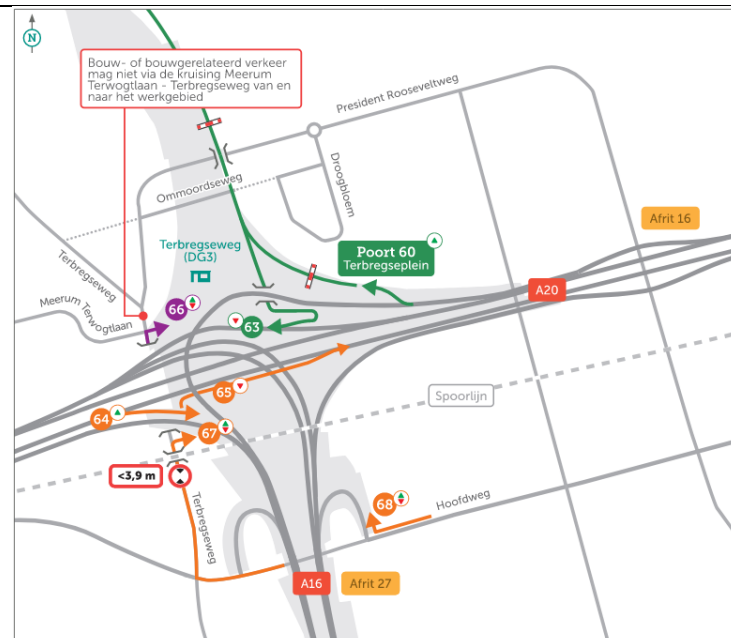 N
Bouw- of bouwgerelateerd verkeer
mag niet via de kruising Meerum
Terwogtlaan - Terbregseweg van en
naar het werkgebied
President Rooseveltweg
Droogbloem
Ommoordseweg
Afrit 16
Terbregseweg
(DG3)
Poort 60
Terbregseplein
Terbregseweg
A20
Meerum Terwogtlaan
66
63
65
Spoorlijn
64
67
<3,9 m
68
Hoofdweg
Terbregseweg
A16
Afrit 27